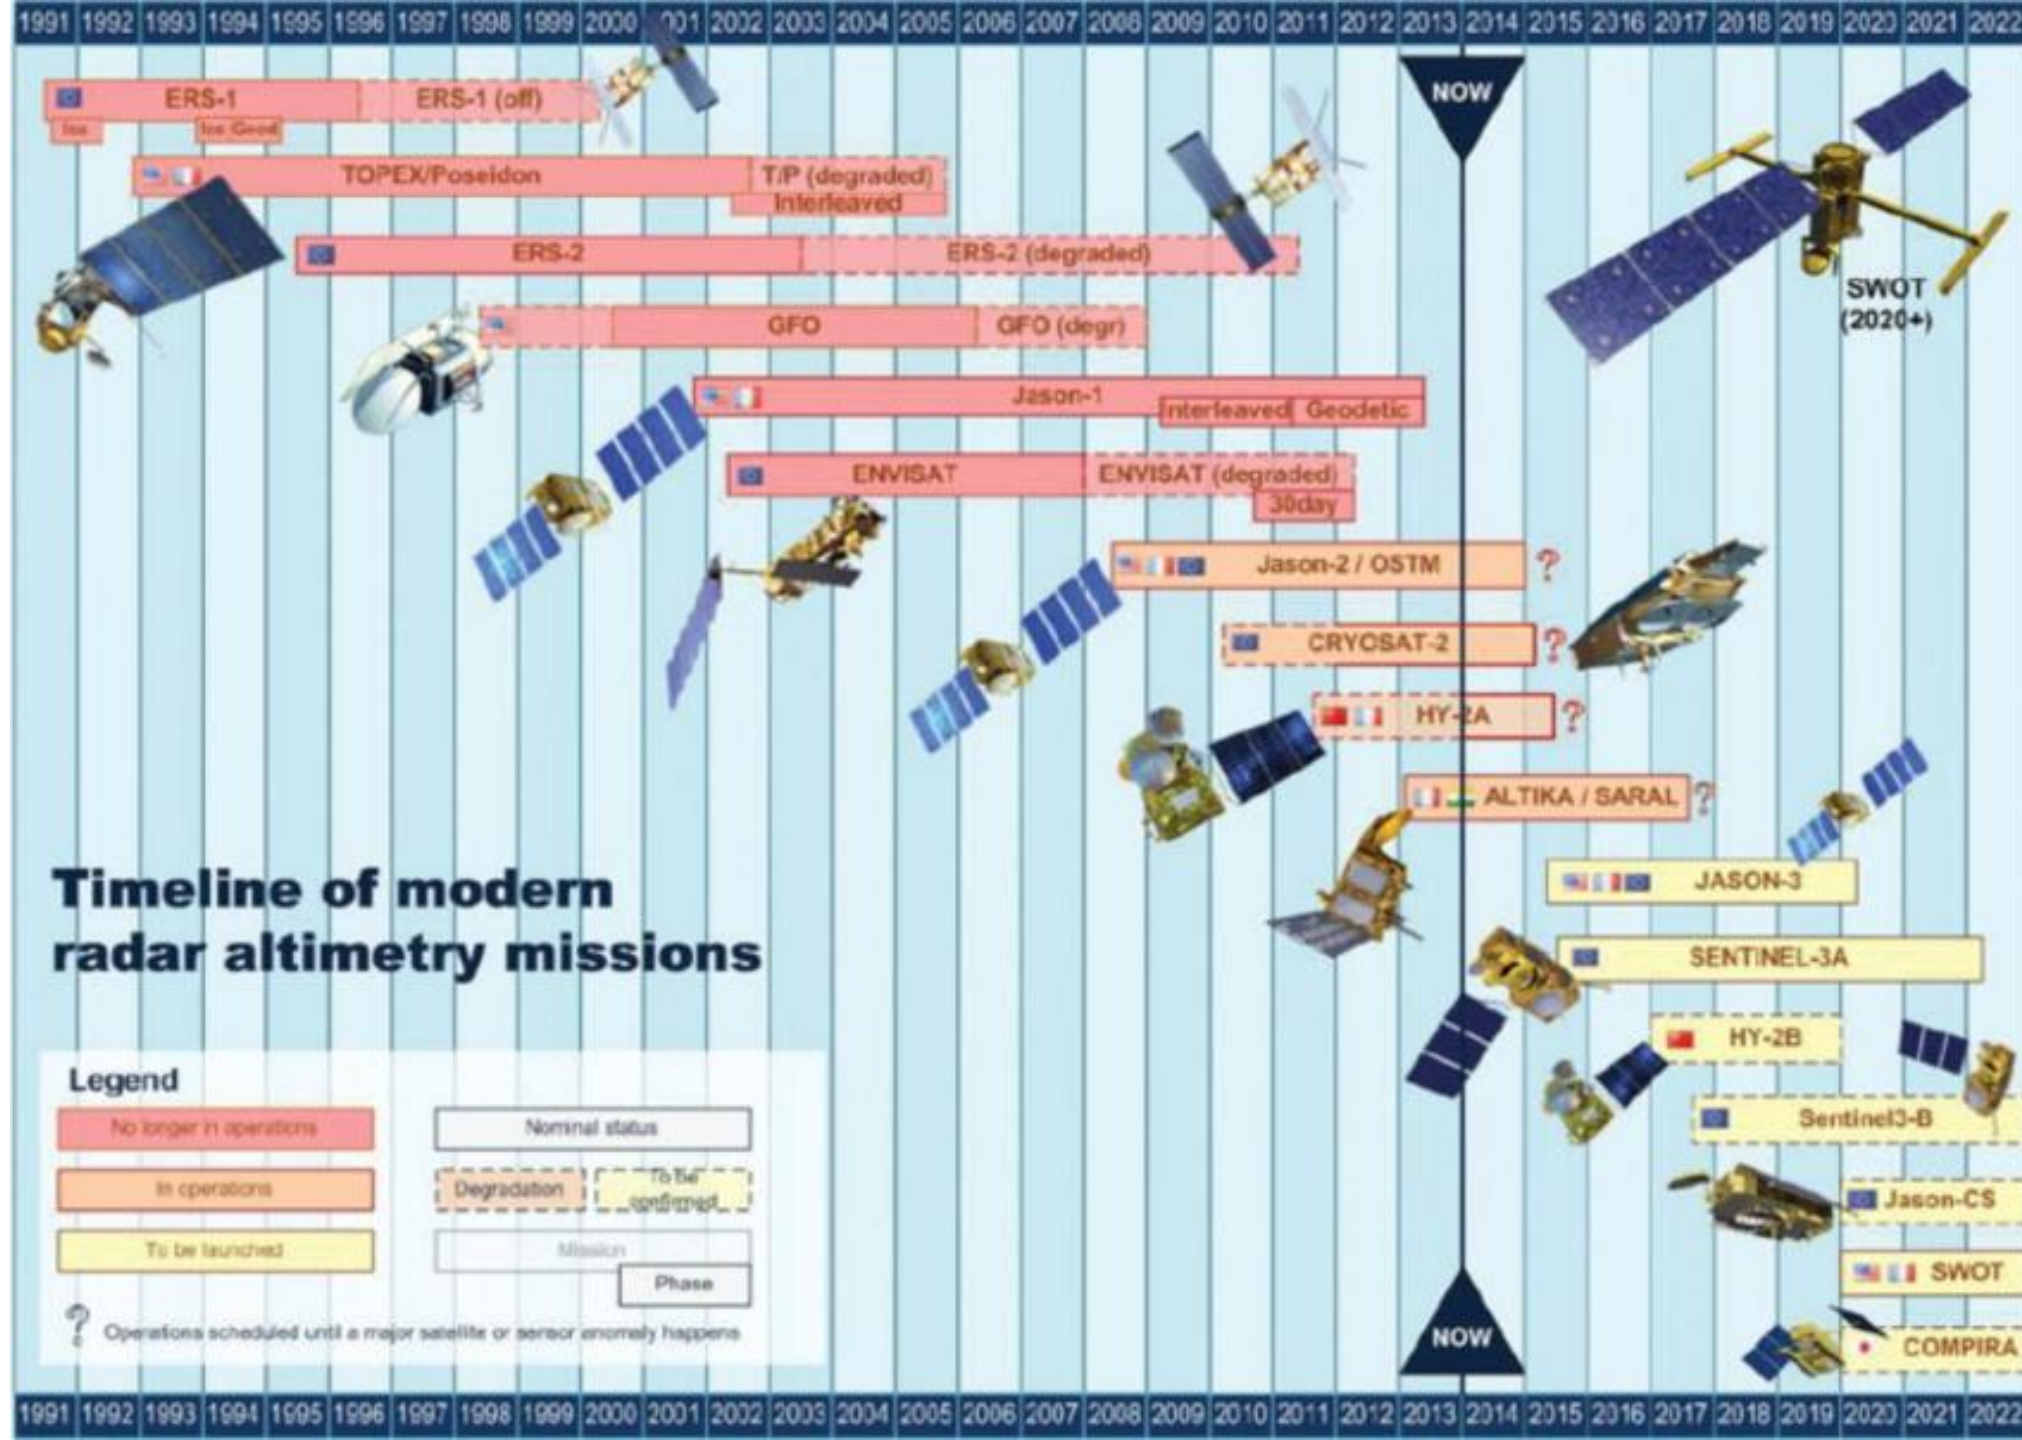 1991 1992 1993 1994 1995 1996 1997 1998 1999 2000 2001 2002 2003 2004 2005 2006 2007 2008 2009 2010 2011 2012 2013 2014 2015 2016 2017 2018 2019 2020 2021 2022
NOW
ERS-1 ERS-1 (off)
Ice Ice Geod
TOPEX/Poseidon T/P (degraded)
Interleaved
ERS-2 ERS-2 (degraded)
SWOT
(2020+)
GFO GFO (degr)
Jason-1
Interleaved Geodetic
ENVISAT ENVISAT (degraded)
30day
Jason-2 / OSTM ?
CRYOSAT-2 ?
HY-2A ?
ALTIKA / SARAL ?
JASON-3
SENTINEL-3A
HY-2B
Sentinel3-B
Jason-CS
SWOT
COMPIRA
Timeline of modern
radar altimetry missions
Legend
No longer in operations
In operations
To be launched
Nominal status
Degradation
To be
confirmed
Mission
Phase
? Operations scheduled until a major satellite or sensor anomaly happens
NOW
1991 1992 1993 1994 1995 1996 1997 1998 1999 2000 2001 2002 2003 2004 2005 2006 2007 2008 2009 2010 2011 2012 2013 2014 2015 2016 2017 2018 2019 2020 2021 2022